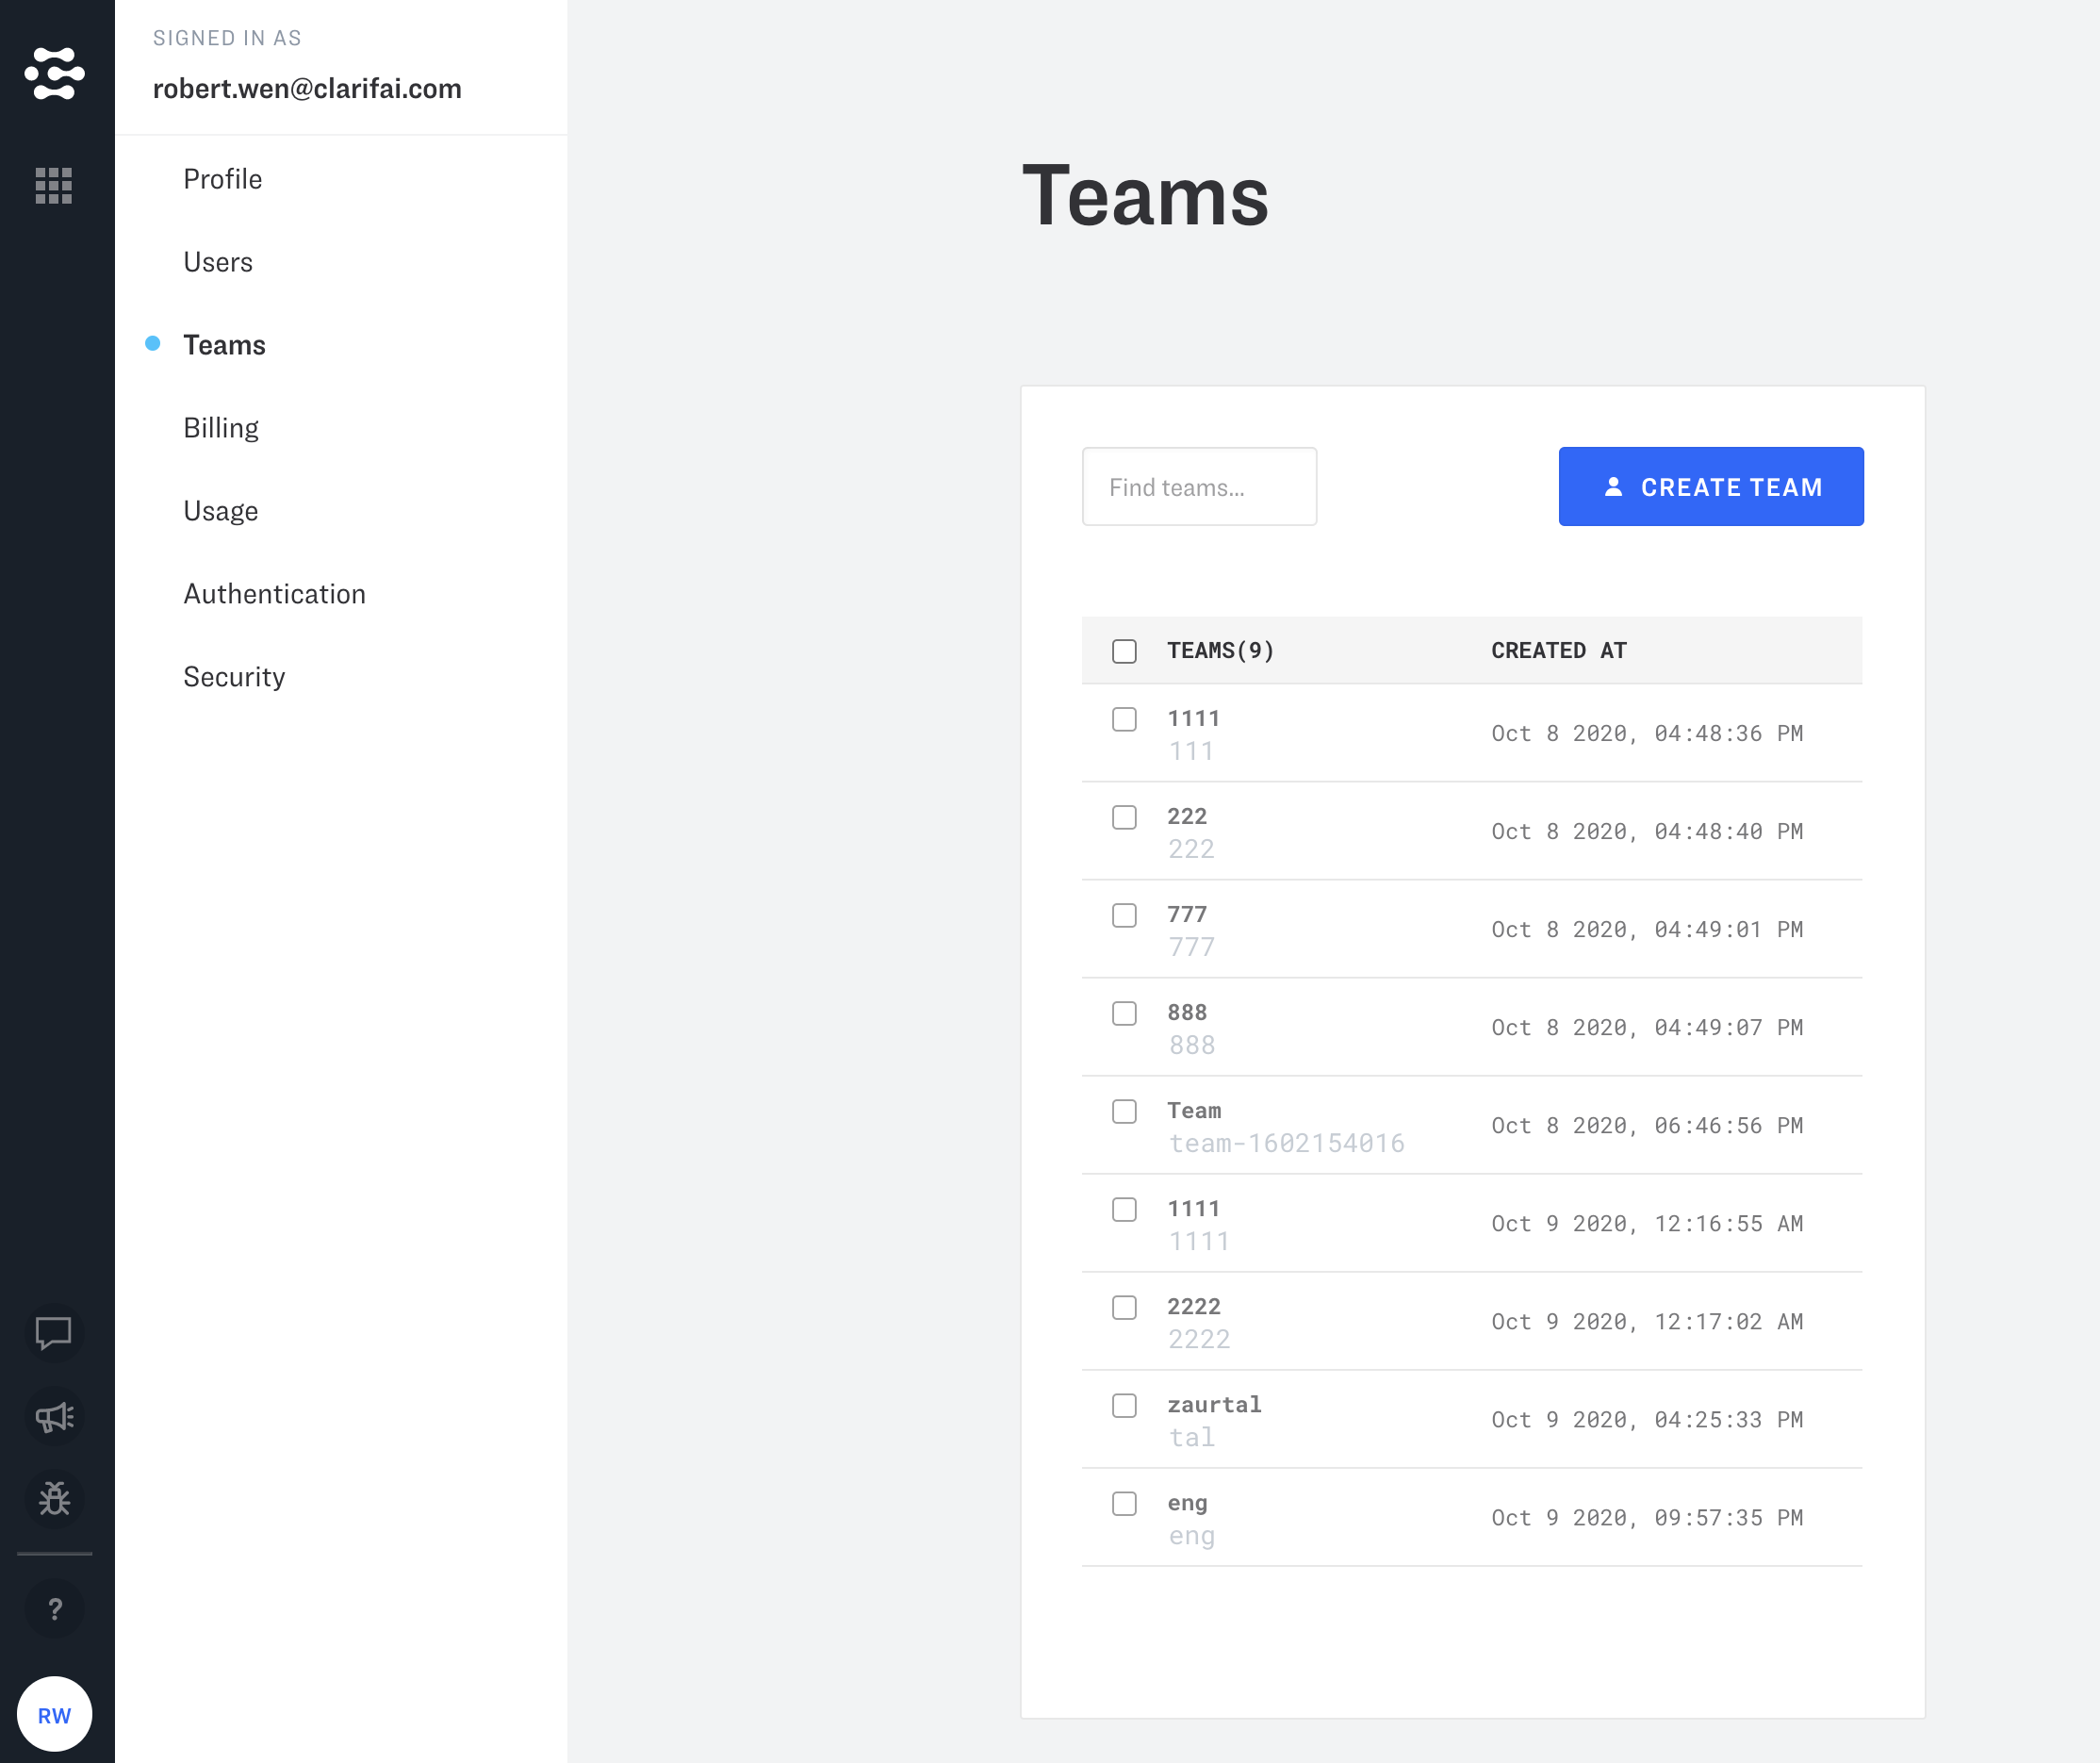 SIGNED IN AS
robert.wen@clarifai.com
Profile
Users
Teams
Billing
Usage
Authentication
Security
?
RW
Teams
Find teams...
CREATE TEAM
TEAMS(9) CREATED AT
1111
111
Oct 8 2020, 04:48:36 PM
222
222
Oct 8 2020, 04:48:40 PM
777
777
Oct 8 2020, 04:49:01 PM
888
888
Oct 8 2020, 04:49:07 PM
Team
team-1602154016
Oct 8 2020, 06:46:56 PM
1111
1111
Oct 9 2020, 12:16:55 AM
2222
2222
Oct 9 2020, 12:17:02 AM
zaurtal
tal
Oct 9 2020, 04:25:33 PM
eng
eng
Oct 9 2020, 09:57:35 PM